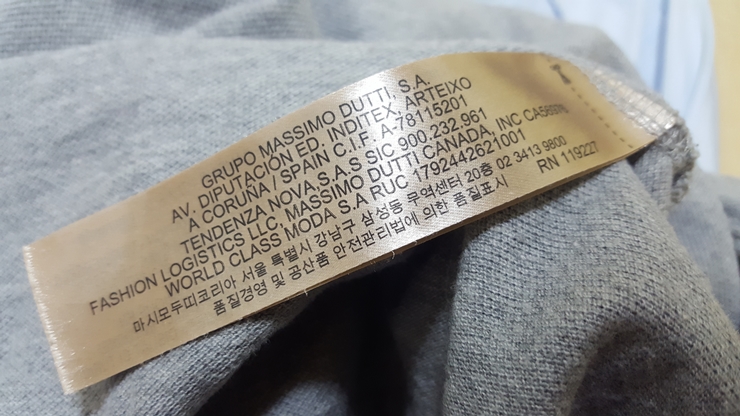 GRUPO MASSIMO DUTTI, S.A.
AV. DIPUTACIÓN ED. INDITEX, ARTEIXO
A CORUÑA / SPAIN C.I.F. A-78115201
TENDENZA NOVA,S.A.S SIC 900.232.961
FASHION LOGISTICS LLC, MASSIMO DUTTI CANADA, INC
WORLD CLASS MODA S.A RUC 1792442621001
마시모두띠코리아 서울 특별시 강남구 삼성동 무역센터 20층 02 3413 9800
품질경영 및 공산품 안전관리법에 의한 품질표시 RN 119227